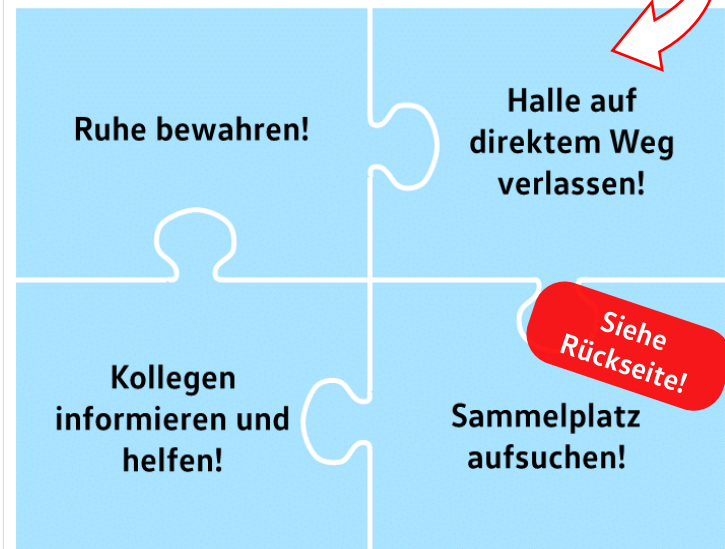 Ruhe bewahren!
Halle auf
direktem Weg
verlassen!
Kollegen
informieren und
helfen!
Siehe
Rückseite!
Sammelplatz
aufsuchen!